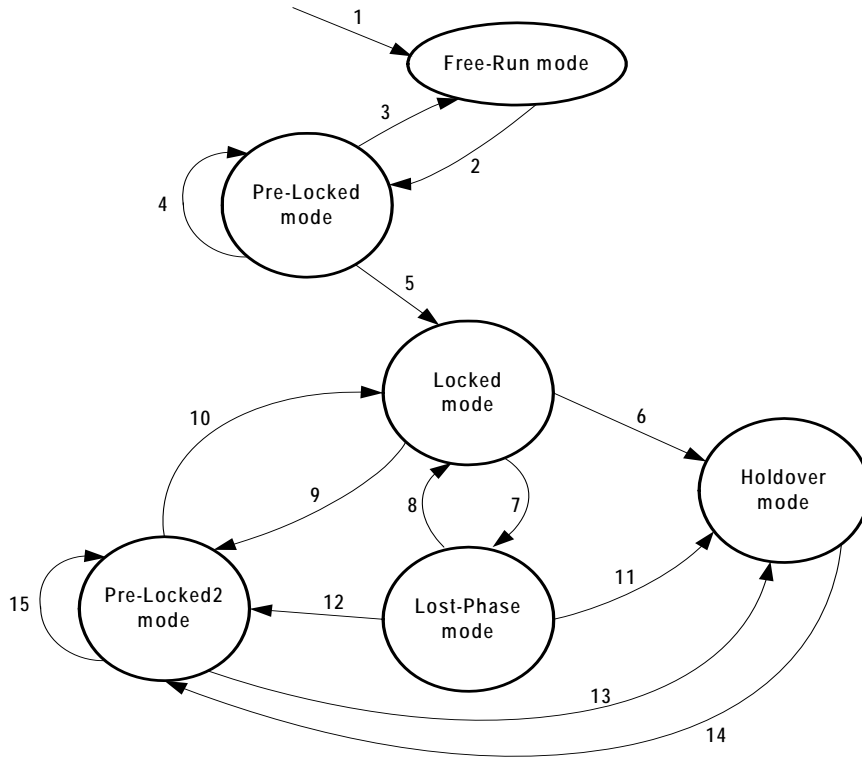 1
Free-Run mode
3
2
Pre-Locked
mode
4
5
Locked
mode
10
6
Holdover
mode
9
8
7
11
Pre-Locked2
mode
15
12
Lost-Phase
mode
13
14